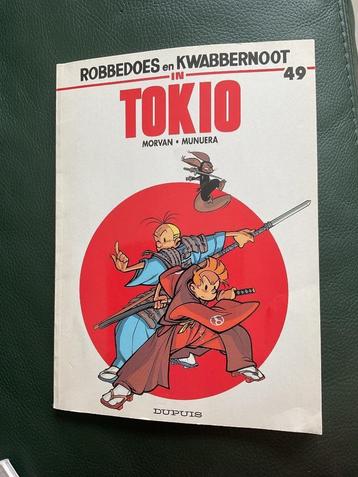 ROBBEDOES en KWABBERNOOT
IN 49
TOKIO
MORVAN • MUNUERA
DUPUIS